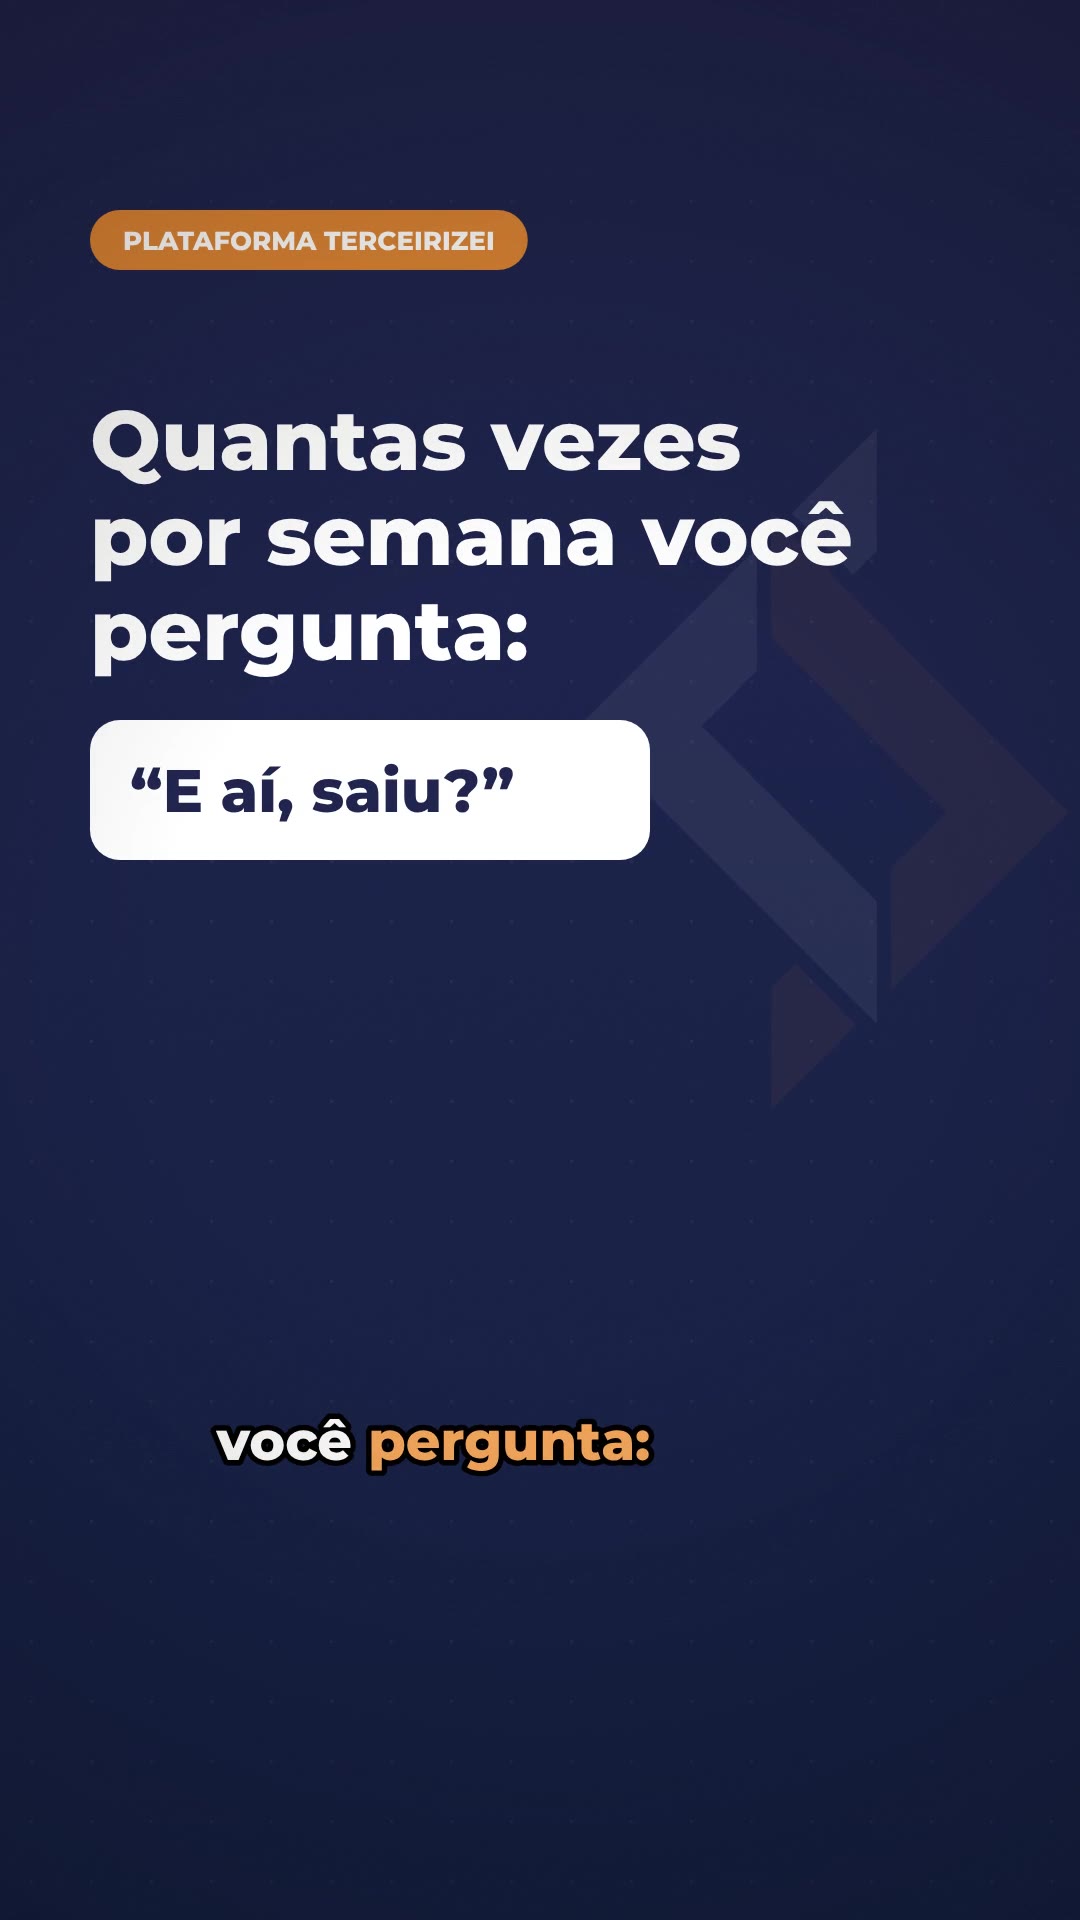 PLATAFORMA TERCEIRIZEI
Quantas vezes
por semana você
pergunta:
“E aí, saiu?”
você pergunta: